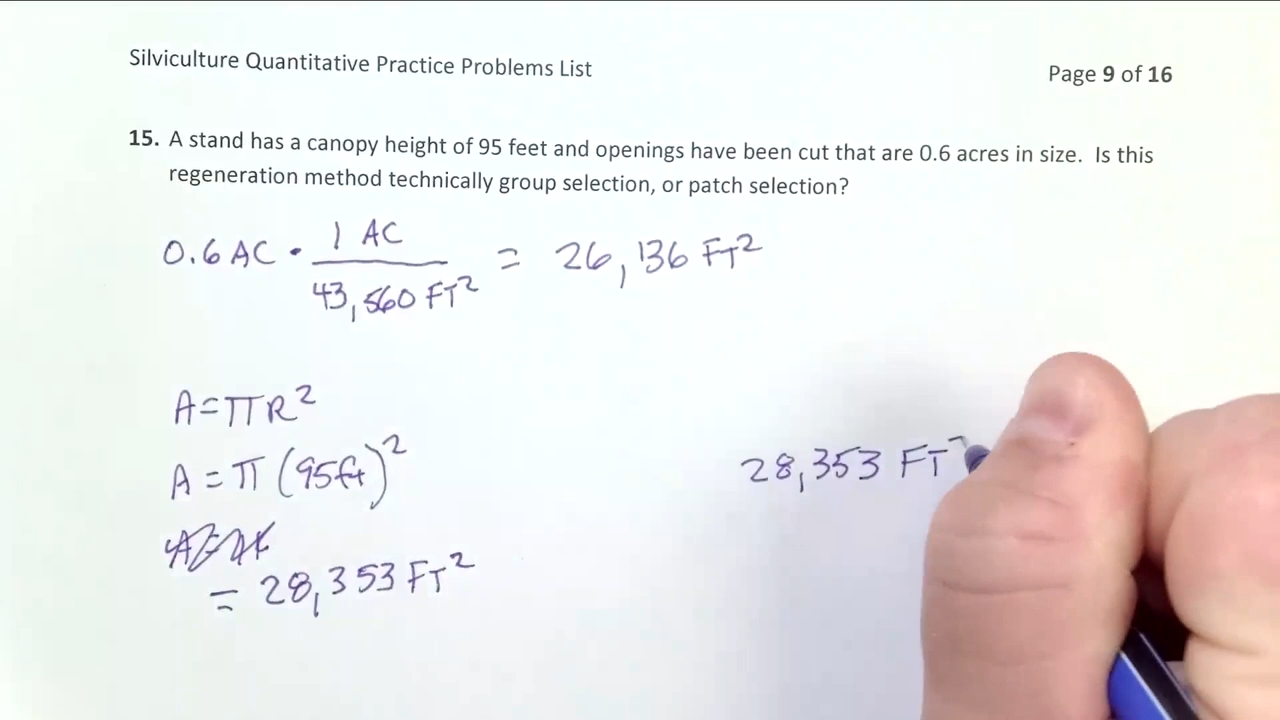 Silviculture Quantitative Practice Problems List
Page 9 of 16
15. A stand has a canopy height of 95 feet and openings have been cut that are 0.6 acres in size. Is this
regeneration method technically group selection, or patch selection?
0.6 AC • 1 AC / 43,560 FT² = 26,136 FT²
A=πR²
A = π (95ft)²
28,353 FT
= 28,353 FT²